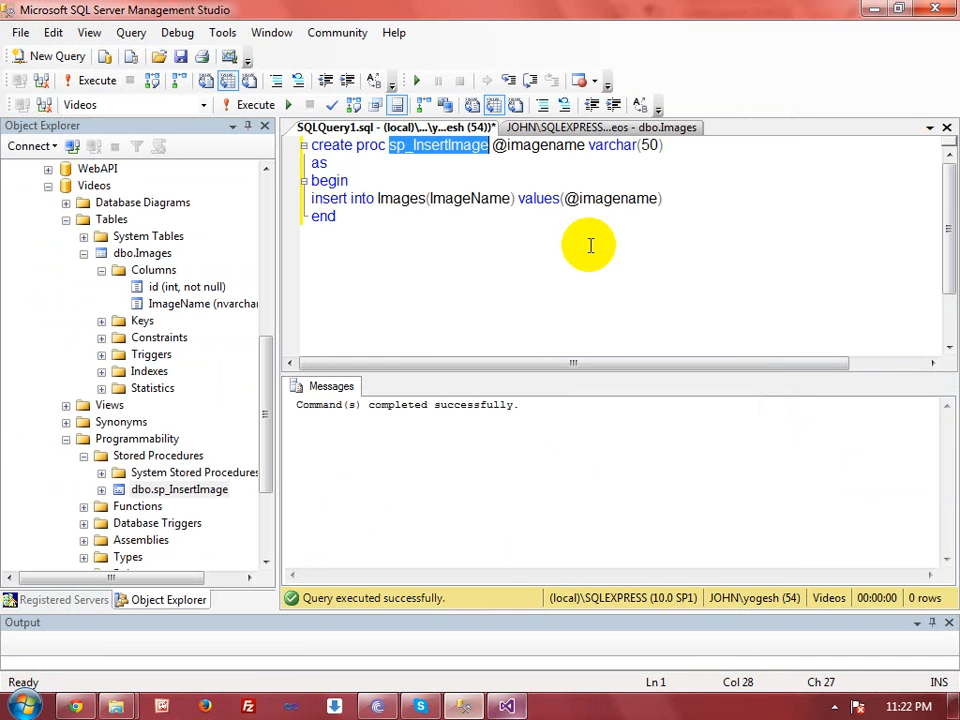 Microsoft SQL Server Management Studio
File Edit View Query Debug Tools Window Community Help
New Query
Execute
Videos Execute
Object Explorer
SQLQuery1.sql - (local)\...y...esh (54))* JOHN\SQLEXPRESS...eos - dbo.Images
Connect
create proc sp_InsertImage @imagename varchar(50)
as
begin
insert into Images(ImageName) values(@imagename)
end
WebAPI
Videos
Database Diagrams
Tables
System Tables
dbo.Images
Columns
id (int, not null)
ImageName (nvarchar
Keys
Constraints
Triggers
Indexes
Statistics
Views
Synonyms
Programmability
Stored Procedures
System Stored Procedures
dbo.sp_InsertImage
Functions
Database Triggers
Assemblies
Types
Messages
Command(s) completed successfully.
Registered Servers Object Explorer
Query executed successfully. (local)\SQLEXPRESS (10.0 SP1) JOHN\yogesh (54) Videos 00:00:00 0 rows
Output
Ready Ln 1 Col 28 Ch 27 INS
11:22 PM